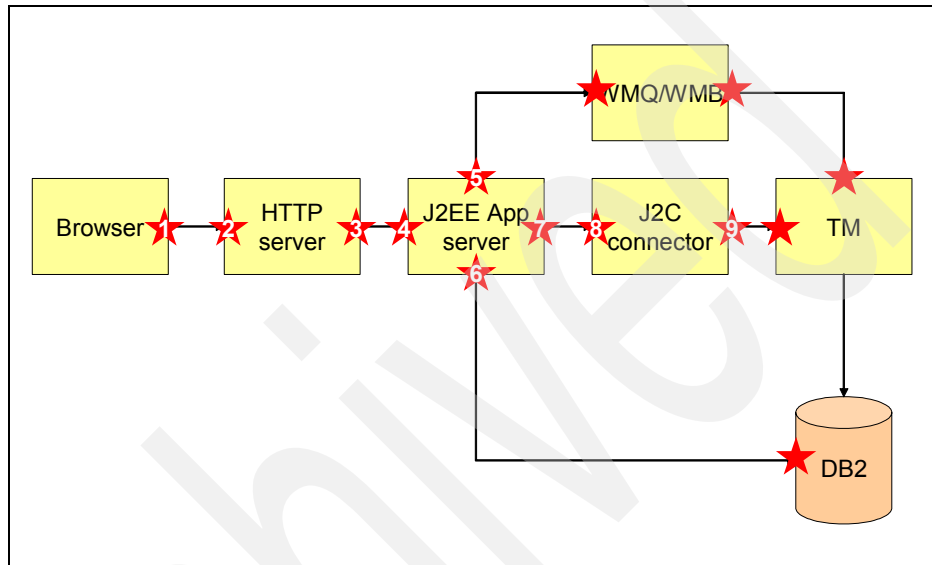 WMQ/WMB
5
Browser
1
2
HTTP
server
3
4
J2EE App
server
7
8
J2C
connector
9
TM
6
DB2
hived